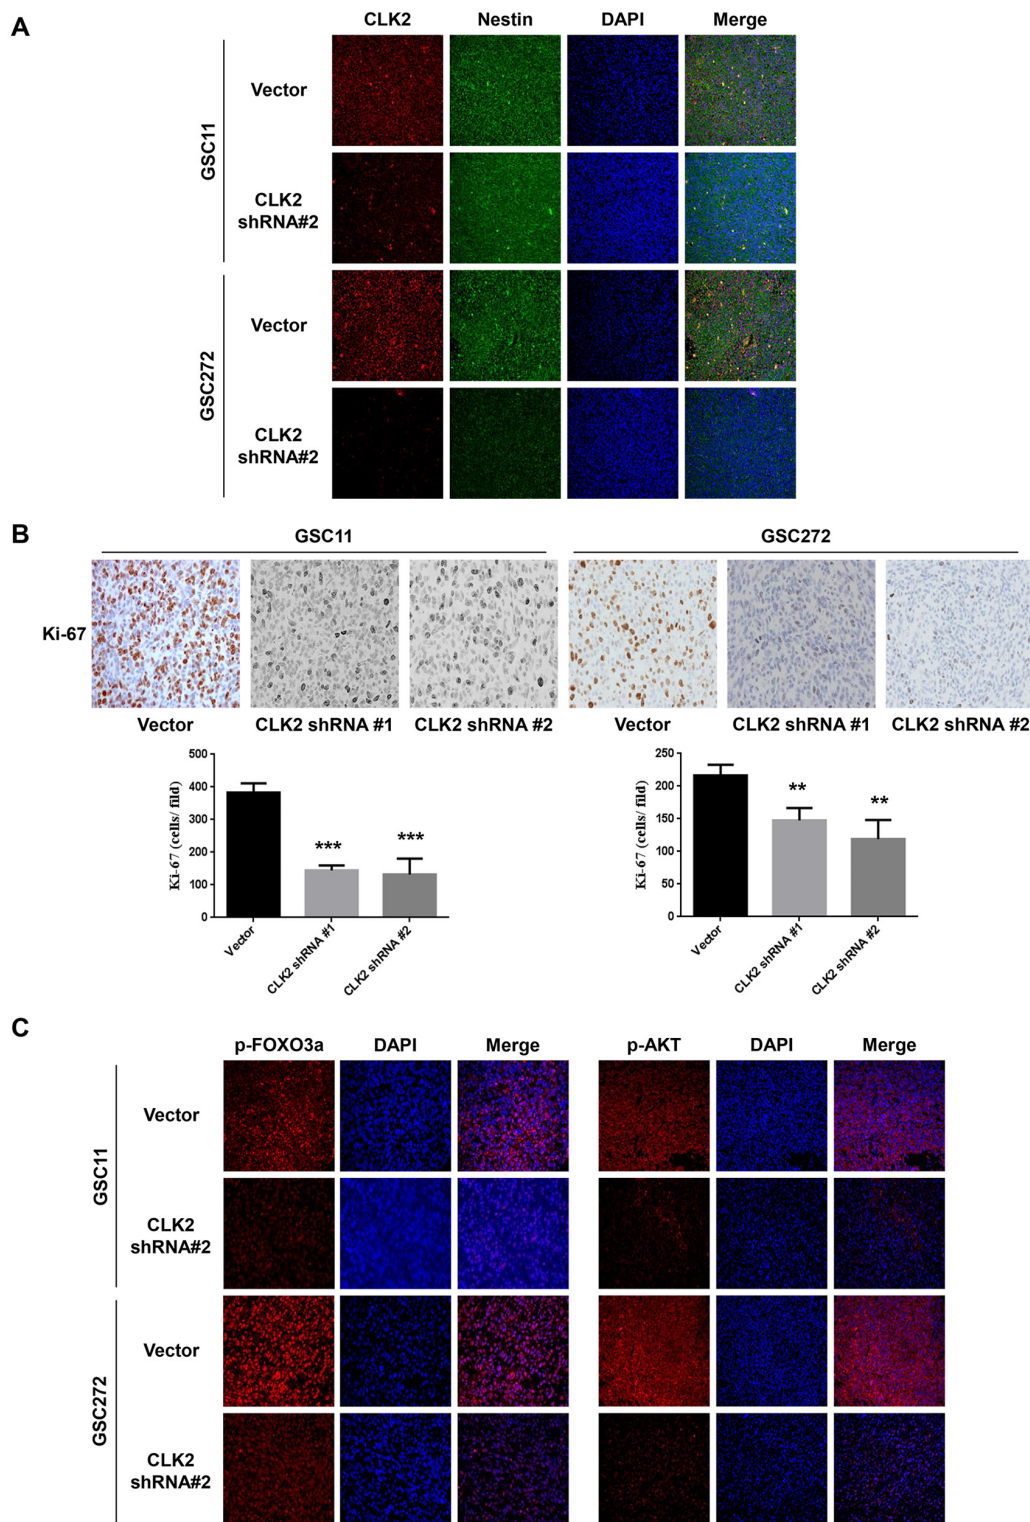 A
CLK2 Nestin DAPI Merge
GSC11
Vector
CLK2
shRNA#2
GSC272
Vector
CLK2
shRNA#2
B
GSC11 GSC272
Ki-67
Vector CLK2 shRNA #1 CLK2 shRNA #2 Vector CLK2 shRNA #1 CLK2 shRNA #2
Ki-67 (cells/ fild)
500
400
300
200
100
0
*** ***
Vector CLK2 shRNA #1 CLK2 shRNA #2
Ki-67 (cells/ fild)
250
200
150
100
50
0
** **
Vector CLK2 shRNA #1 CLK2 shRNA #2
C
p-FOXO3a DAPI Merge p-AKT DAPI Merge
GSC11
Vector
CLK2
shRNA#2
GSC272
Vector
CLK2
shRNA#2